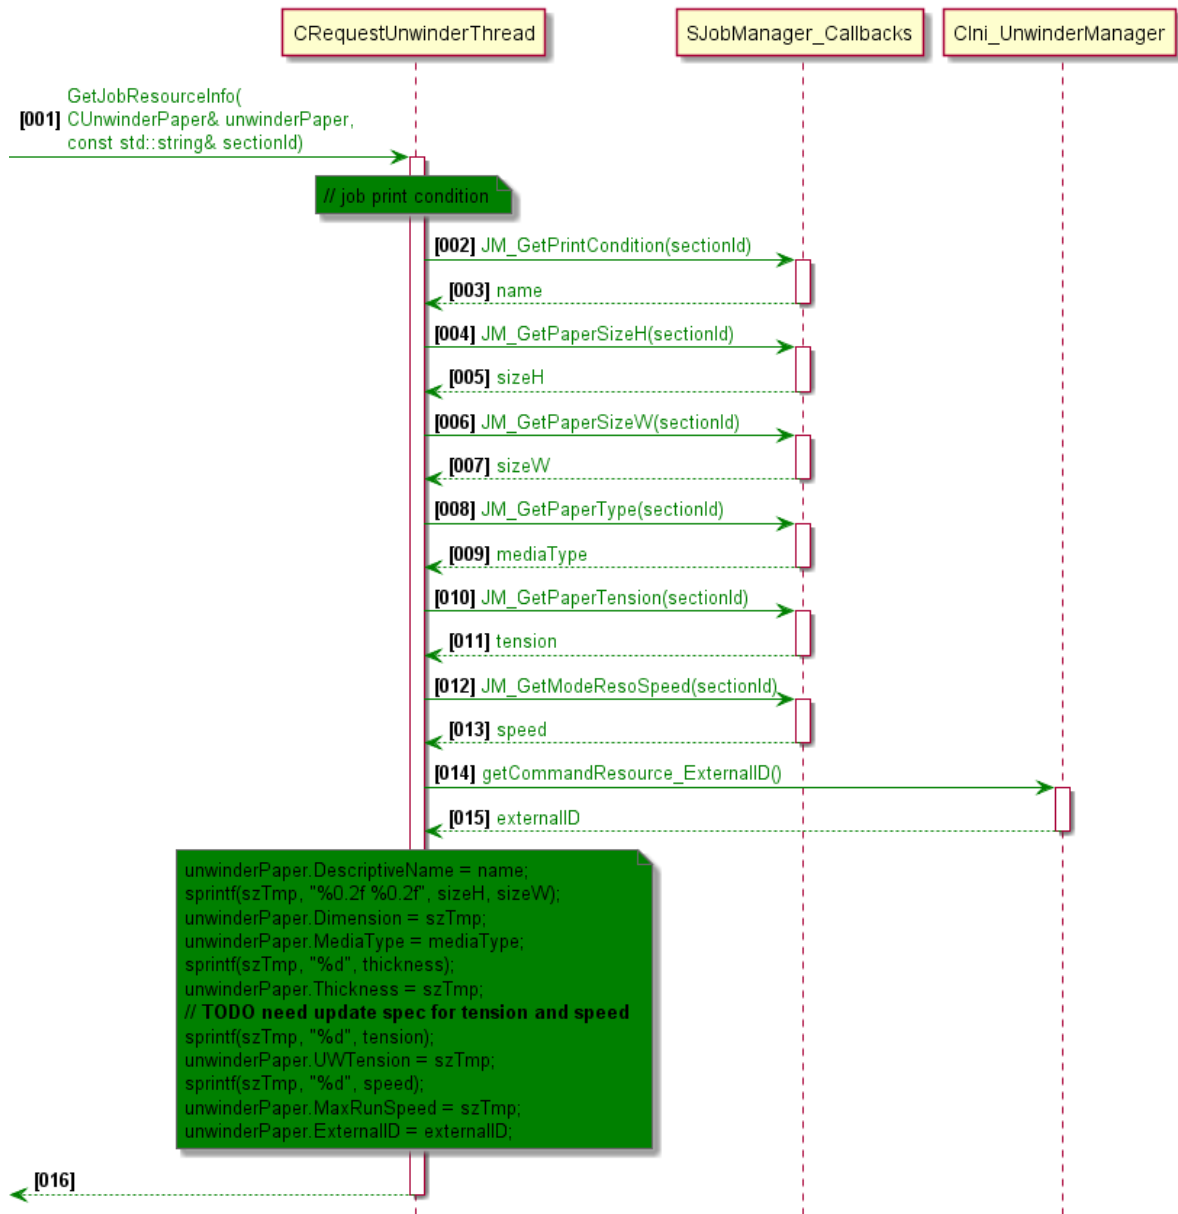 CRequestUnwinderThread
SJobManager_Callbacks
CIni_UnwinderManager
GetJobResourceInfo(
[001] CUnwinderPaper& unwinderPaper,
const std::string& sectionId)
// job print condition
[002] JM_GetPrintCondition(sectionId)
[003] name
[004] JM_GetPaperSizeH(sectionId)
[005] sizeH
[006] JM_GetPaperSizeW(sectionId)
[007] sizeW
[008] JM_GetPaperType(sectionId)
[009] mediaType
[010] JM_GetPaperTension(sectionId)
[011] tension
[012] JM_GetModeResoSpeed(sectionId)
[013] speed
[014] getCommandResource_ExternalID()
[015] externalID
unwinderPaper.DescriptiveName = name;
sprintf(szTmp, "%0.2f %0.2f", sizeH, sizeW);
unwinderPaper.Dimension = szTmp;
unwinderPaper.MediaType = mediaType;
sprintf(szTmp, "%d", thickness);
unwinderPaper.Thickness = szTmp;
// TODO need update spec for tension and speed
sprintf(szTmp, "%d", tension);
unwinderPaper.UWTension = szTmp;
sprintf(szTmp, "%d", speed);
unwinderPaper.MaxRunSpeed = szTmp;
unwinderPaper.ExternalID = externalID;
[016]